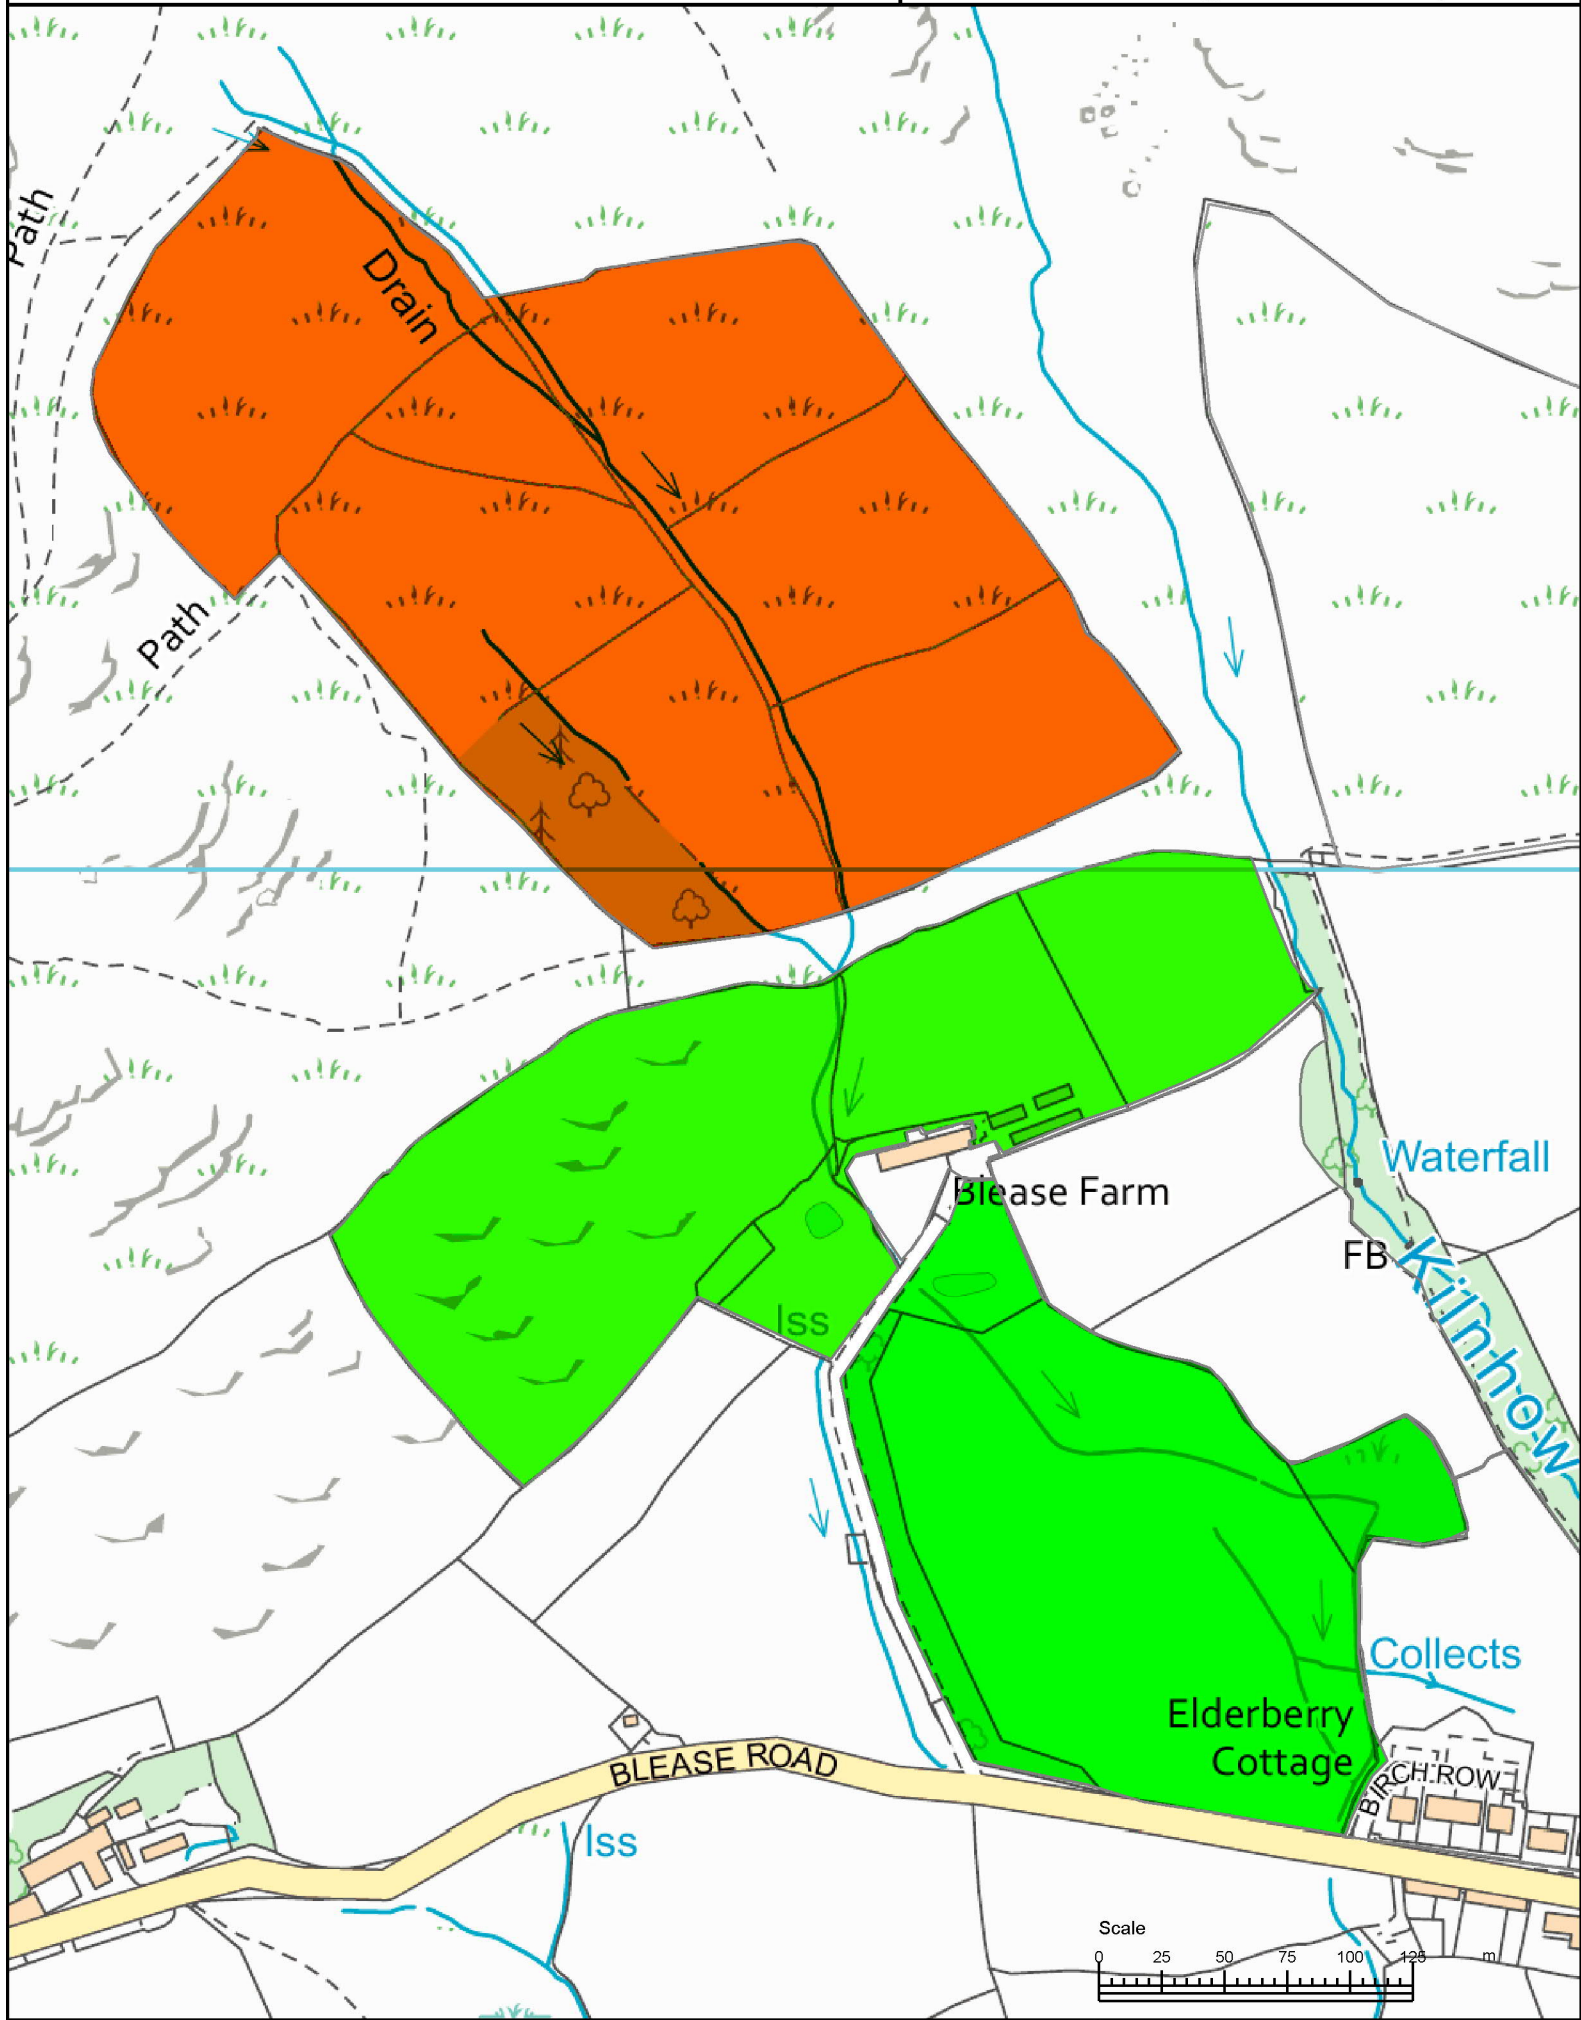 Path
Drain
Path
Blease Farm
Waterfall
FB
Kilnhow
Iss
Collects
Elderberry
Cottage
BLEASE ROAD
BIRCH ROW
Iss
Scale
0 25 50 75 100 125 m